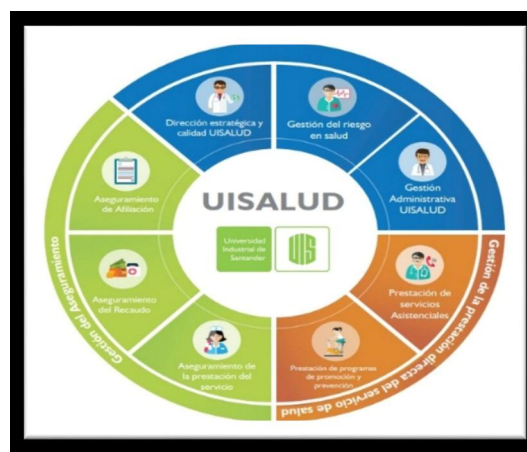 Dirección estratégica y
calidad UISALUD
Gestión del riesgo
en salud
Gestión
Administrativa
UISALUD
Prestación de
servicios
Asistenciales
Prestación de programas
de promoción y
prevención
Aseguramiento de
la prestación del
servicio
Aseguramiento
del Recaudo
Aseguramiento
de Afiliación
UISALUD
Universidad
Industrial de
Santander
UIS
Gestión del Aseguramiento
Gestión de la prestación directa del servicio de salud